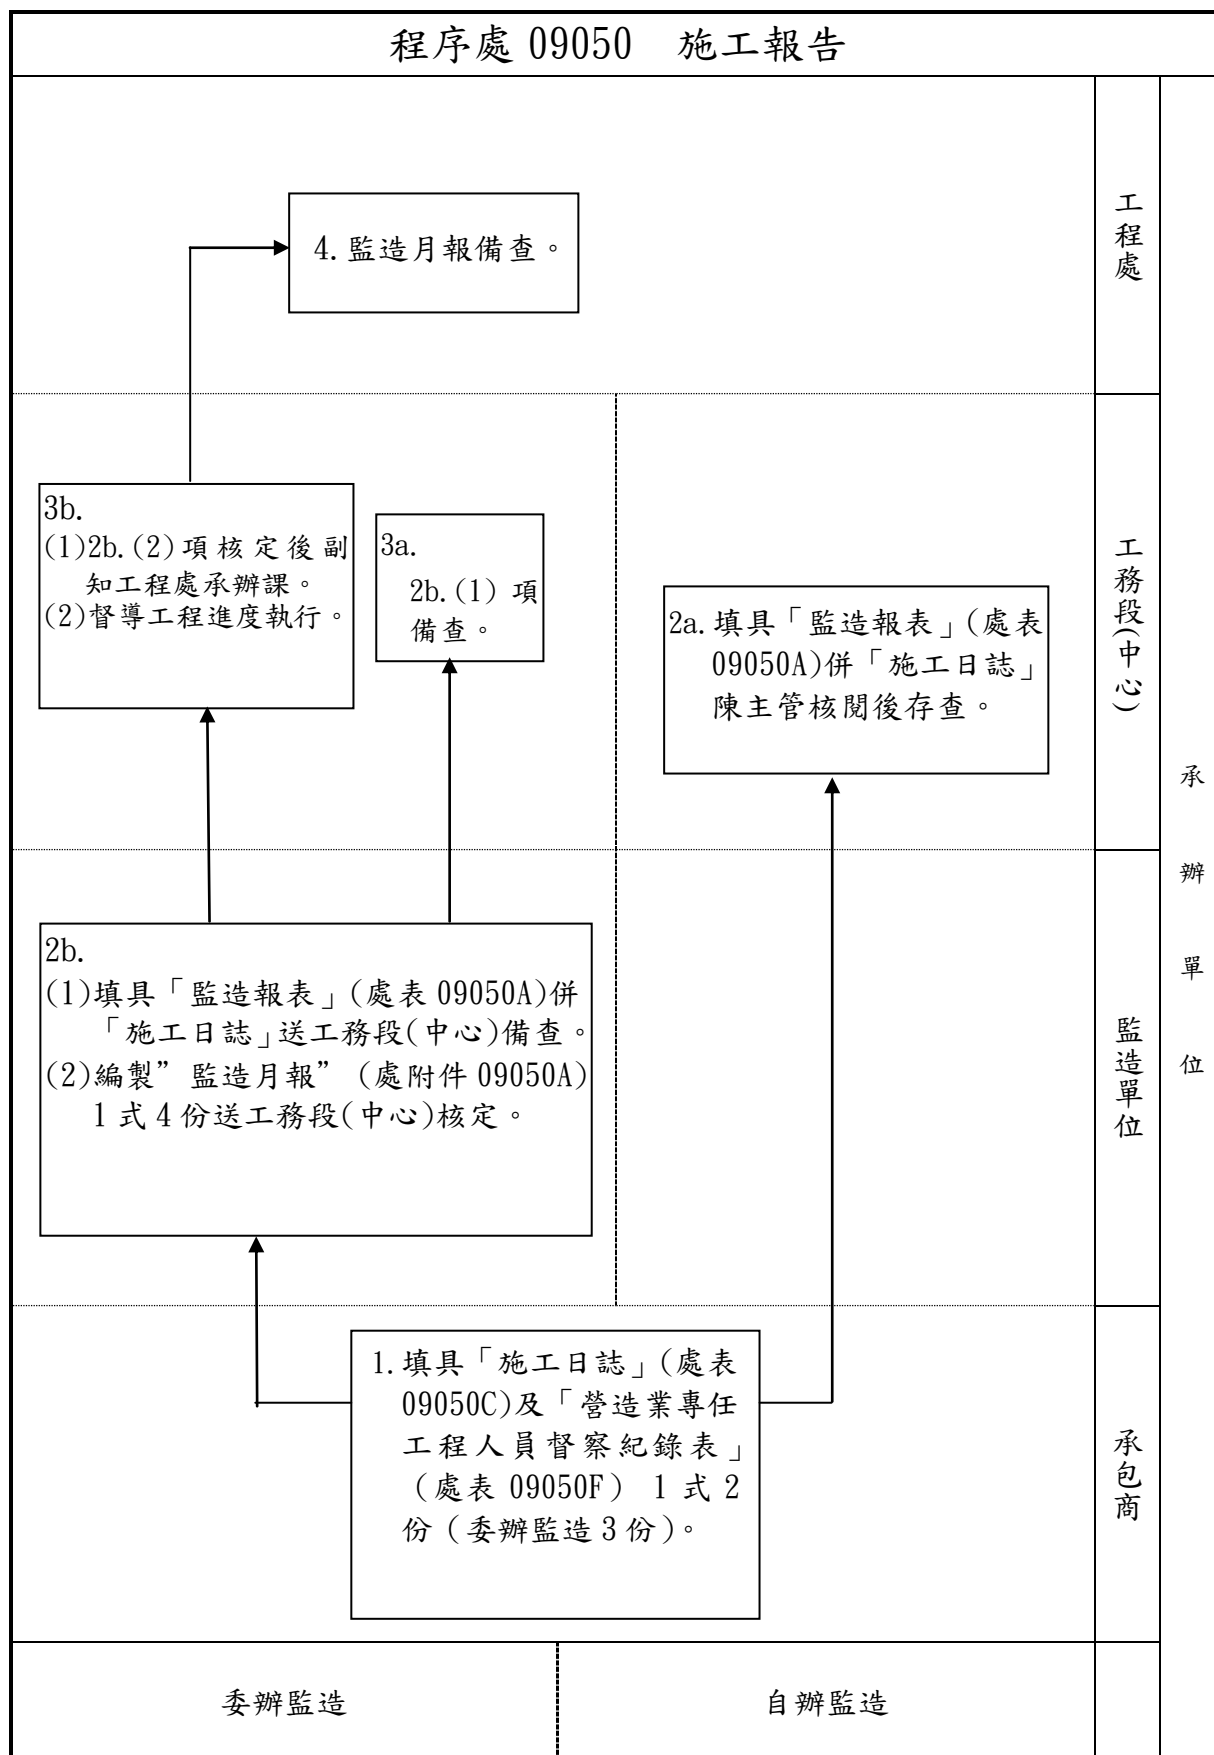 程序處 09050　施工報告
4. 監造月報備查。
工程處
3b.
(1)2b.(2)項核定後副
知工程處承辦課。
(2)督導工程進度執行。
3a.
2b.(1) 項
備查。
2a. 填具「監造報表」(處表
09050A)併「施工日誌」
陳主管核閱後存查。
工務段(中心)
2b.
(1)填具「監造報表」(處表 09050A)併
「施工日誌」送工務段(中心)備查。
(2)編製”監造月報”(處附件 09050A)
1 式 4 份送工務段(中心)核定。
監造單位
1. 填具「施工日誌」(處表
09050C)及「營造業專任
工程人員督察紀錄表」
(處表 09050F) 1 式 2
份(委辦監造 3 份)。
承包商
承辦單位
委辦監造
自辦監造